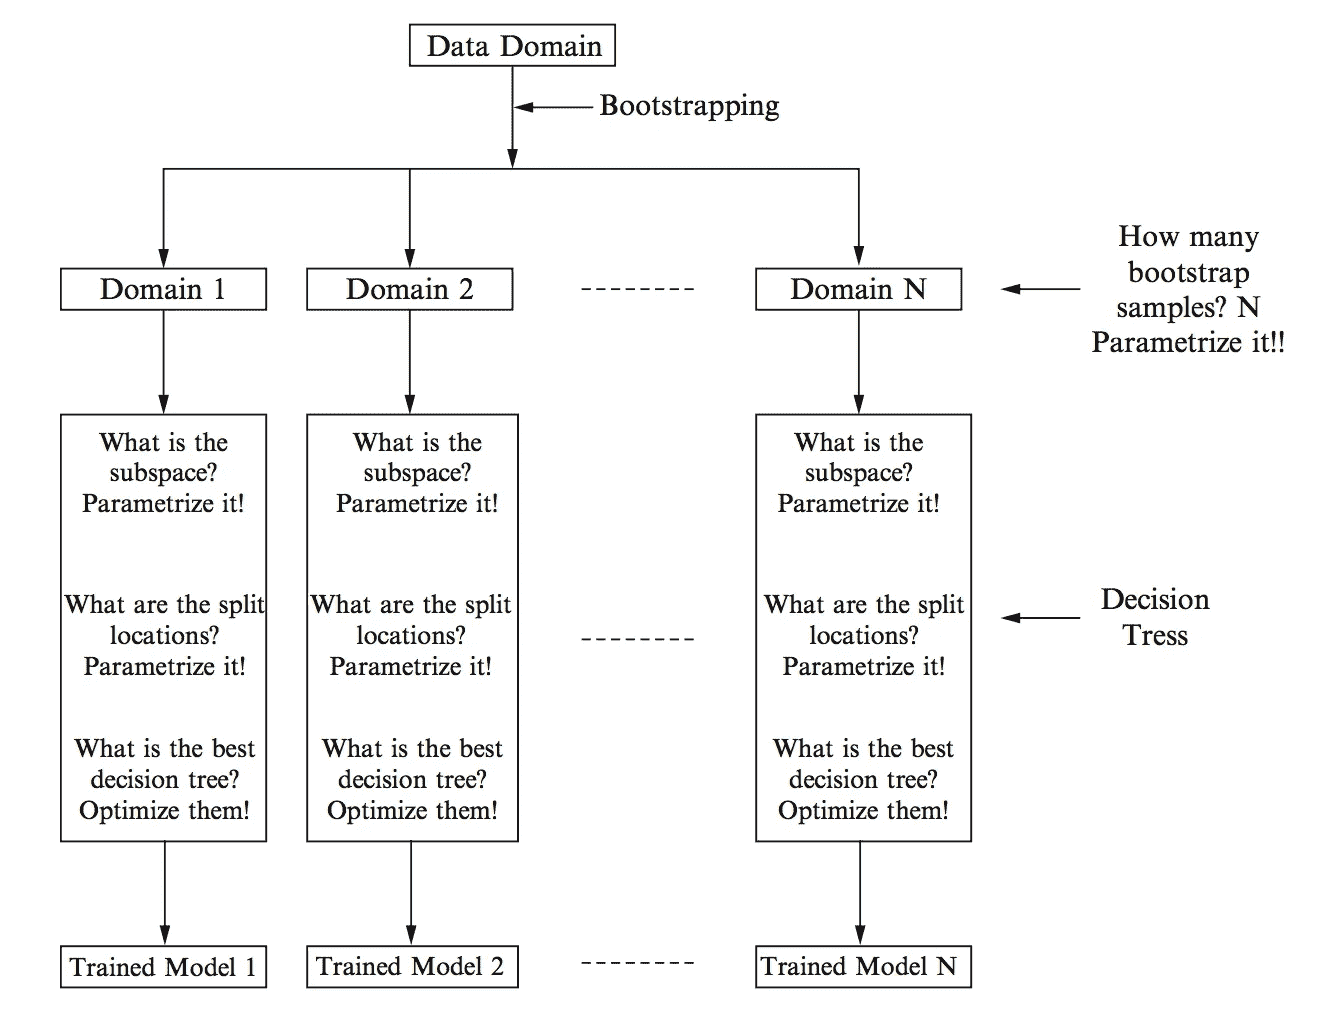 Data Domain
Bootstrapping
Domain 1
Domain 2
Domain N
How many
bootstrap
samples? N
Parametrize it!!
What is the
subspace?
Parametrize it!
What are the split
locations?
Parametrize it!
What is the best
decision tree?
Optimize them!
What is the
subspace?
Parametrize it!
What are the split
locations?
Parametrize it!
What is the best
decision tree?
Optimize them!
What is the
subspace?
Parametrize it!
What are the split
locations?
Parametrize it!
What is the best
decision tree?
Optimize them!
Decision
Tress
Trained Model 1
Trained Model 2
Trained Model N